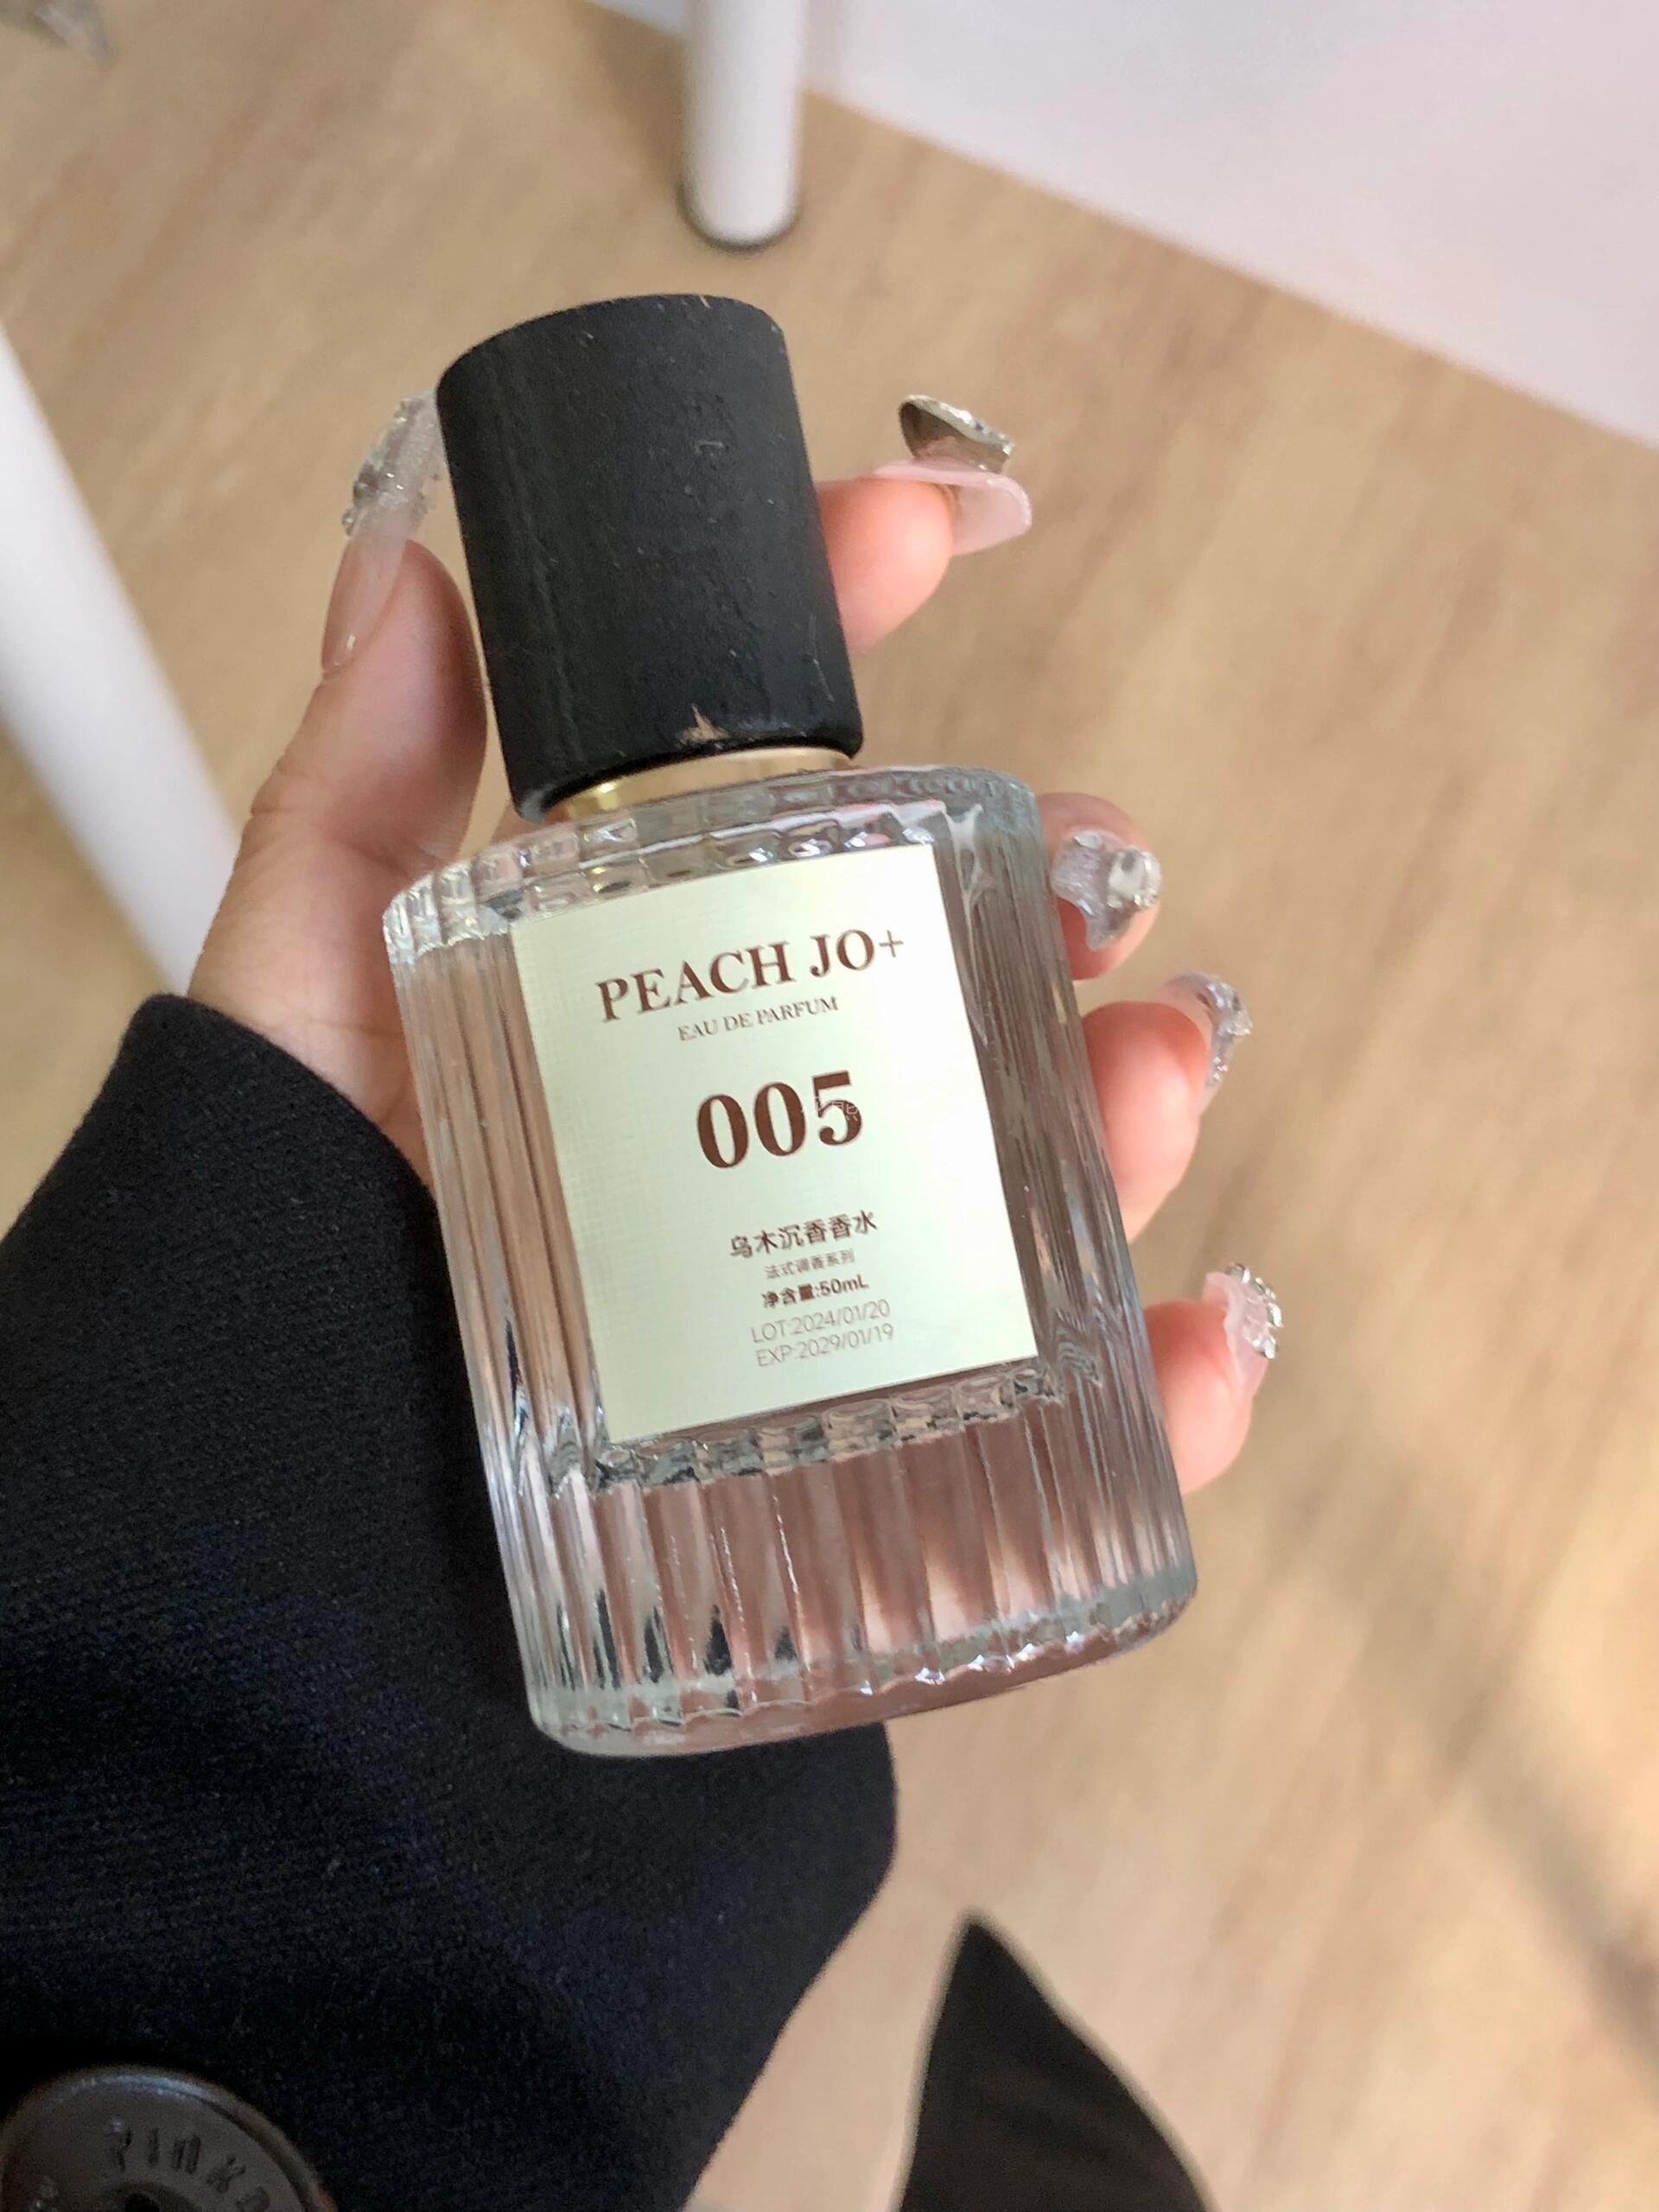 PEACH JO+
EAU DE PARFUM
005
乌木沉香香水
法式调香系列
净含量:50mL
LOT:2024/01/20
EXP:2029/01/19